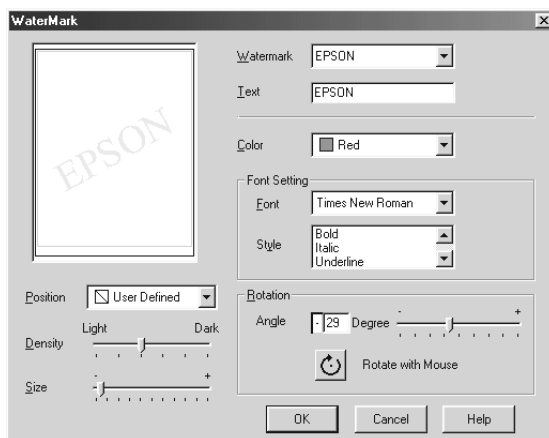 WaterMark
EPSON
Watermark EPSON
Text EPSON
Color Red
Font Setting
Font Times New Roman
Style Bold
Italic
Underline
Position User Defined
Light Dark
Density
- +
Size
Rotation
- +
Angle - 29 Degree
Rotate with Mouse
OK Cancel Help